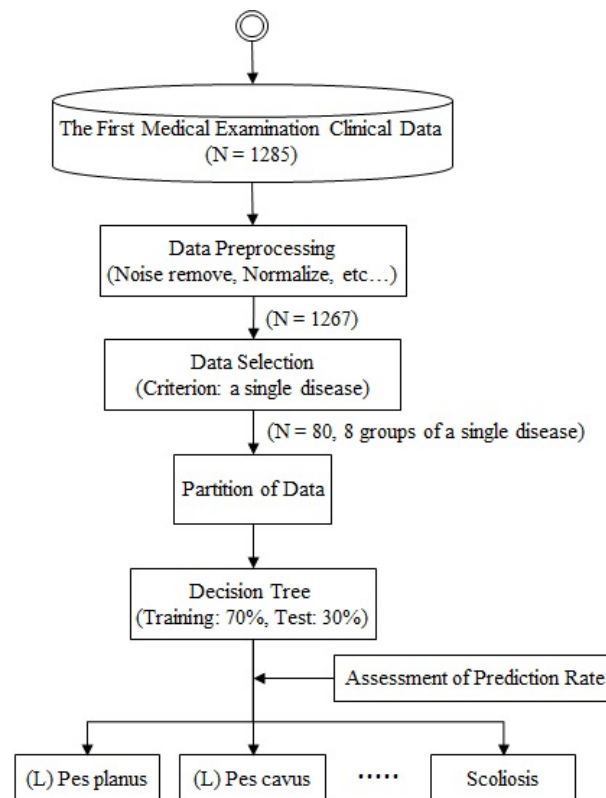 The First Medical Examination Clinical Data
(N = 1285)
Data Preprocessing
(Noise remove, Normalize, etc…)
(N = 1267)
Data Selection
(Criterion: a single disease)
(N = 80, 8 groups of a single disease)
Partition of Data
Decision Tree
(Training: 70%, Test: 30%)
Assessment of Prediction Rate
(L) Pes planus
(L) Pes cavus
.....
Scoliosis